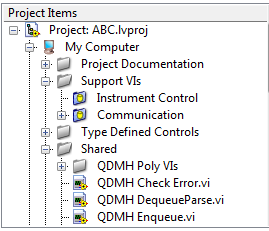 Project Items
Project: ABC.lvproj
My Computer
Project Documentation
Support VIs
Instrument Control
Communication
Type Defined Controls
Shared
QDMH Poly VIs
QDMH Check Error.vi
QDMH DequeueParse.vi
QDMH Enqueue.vi